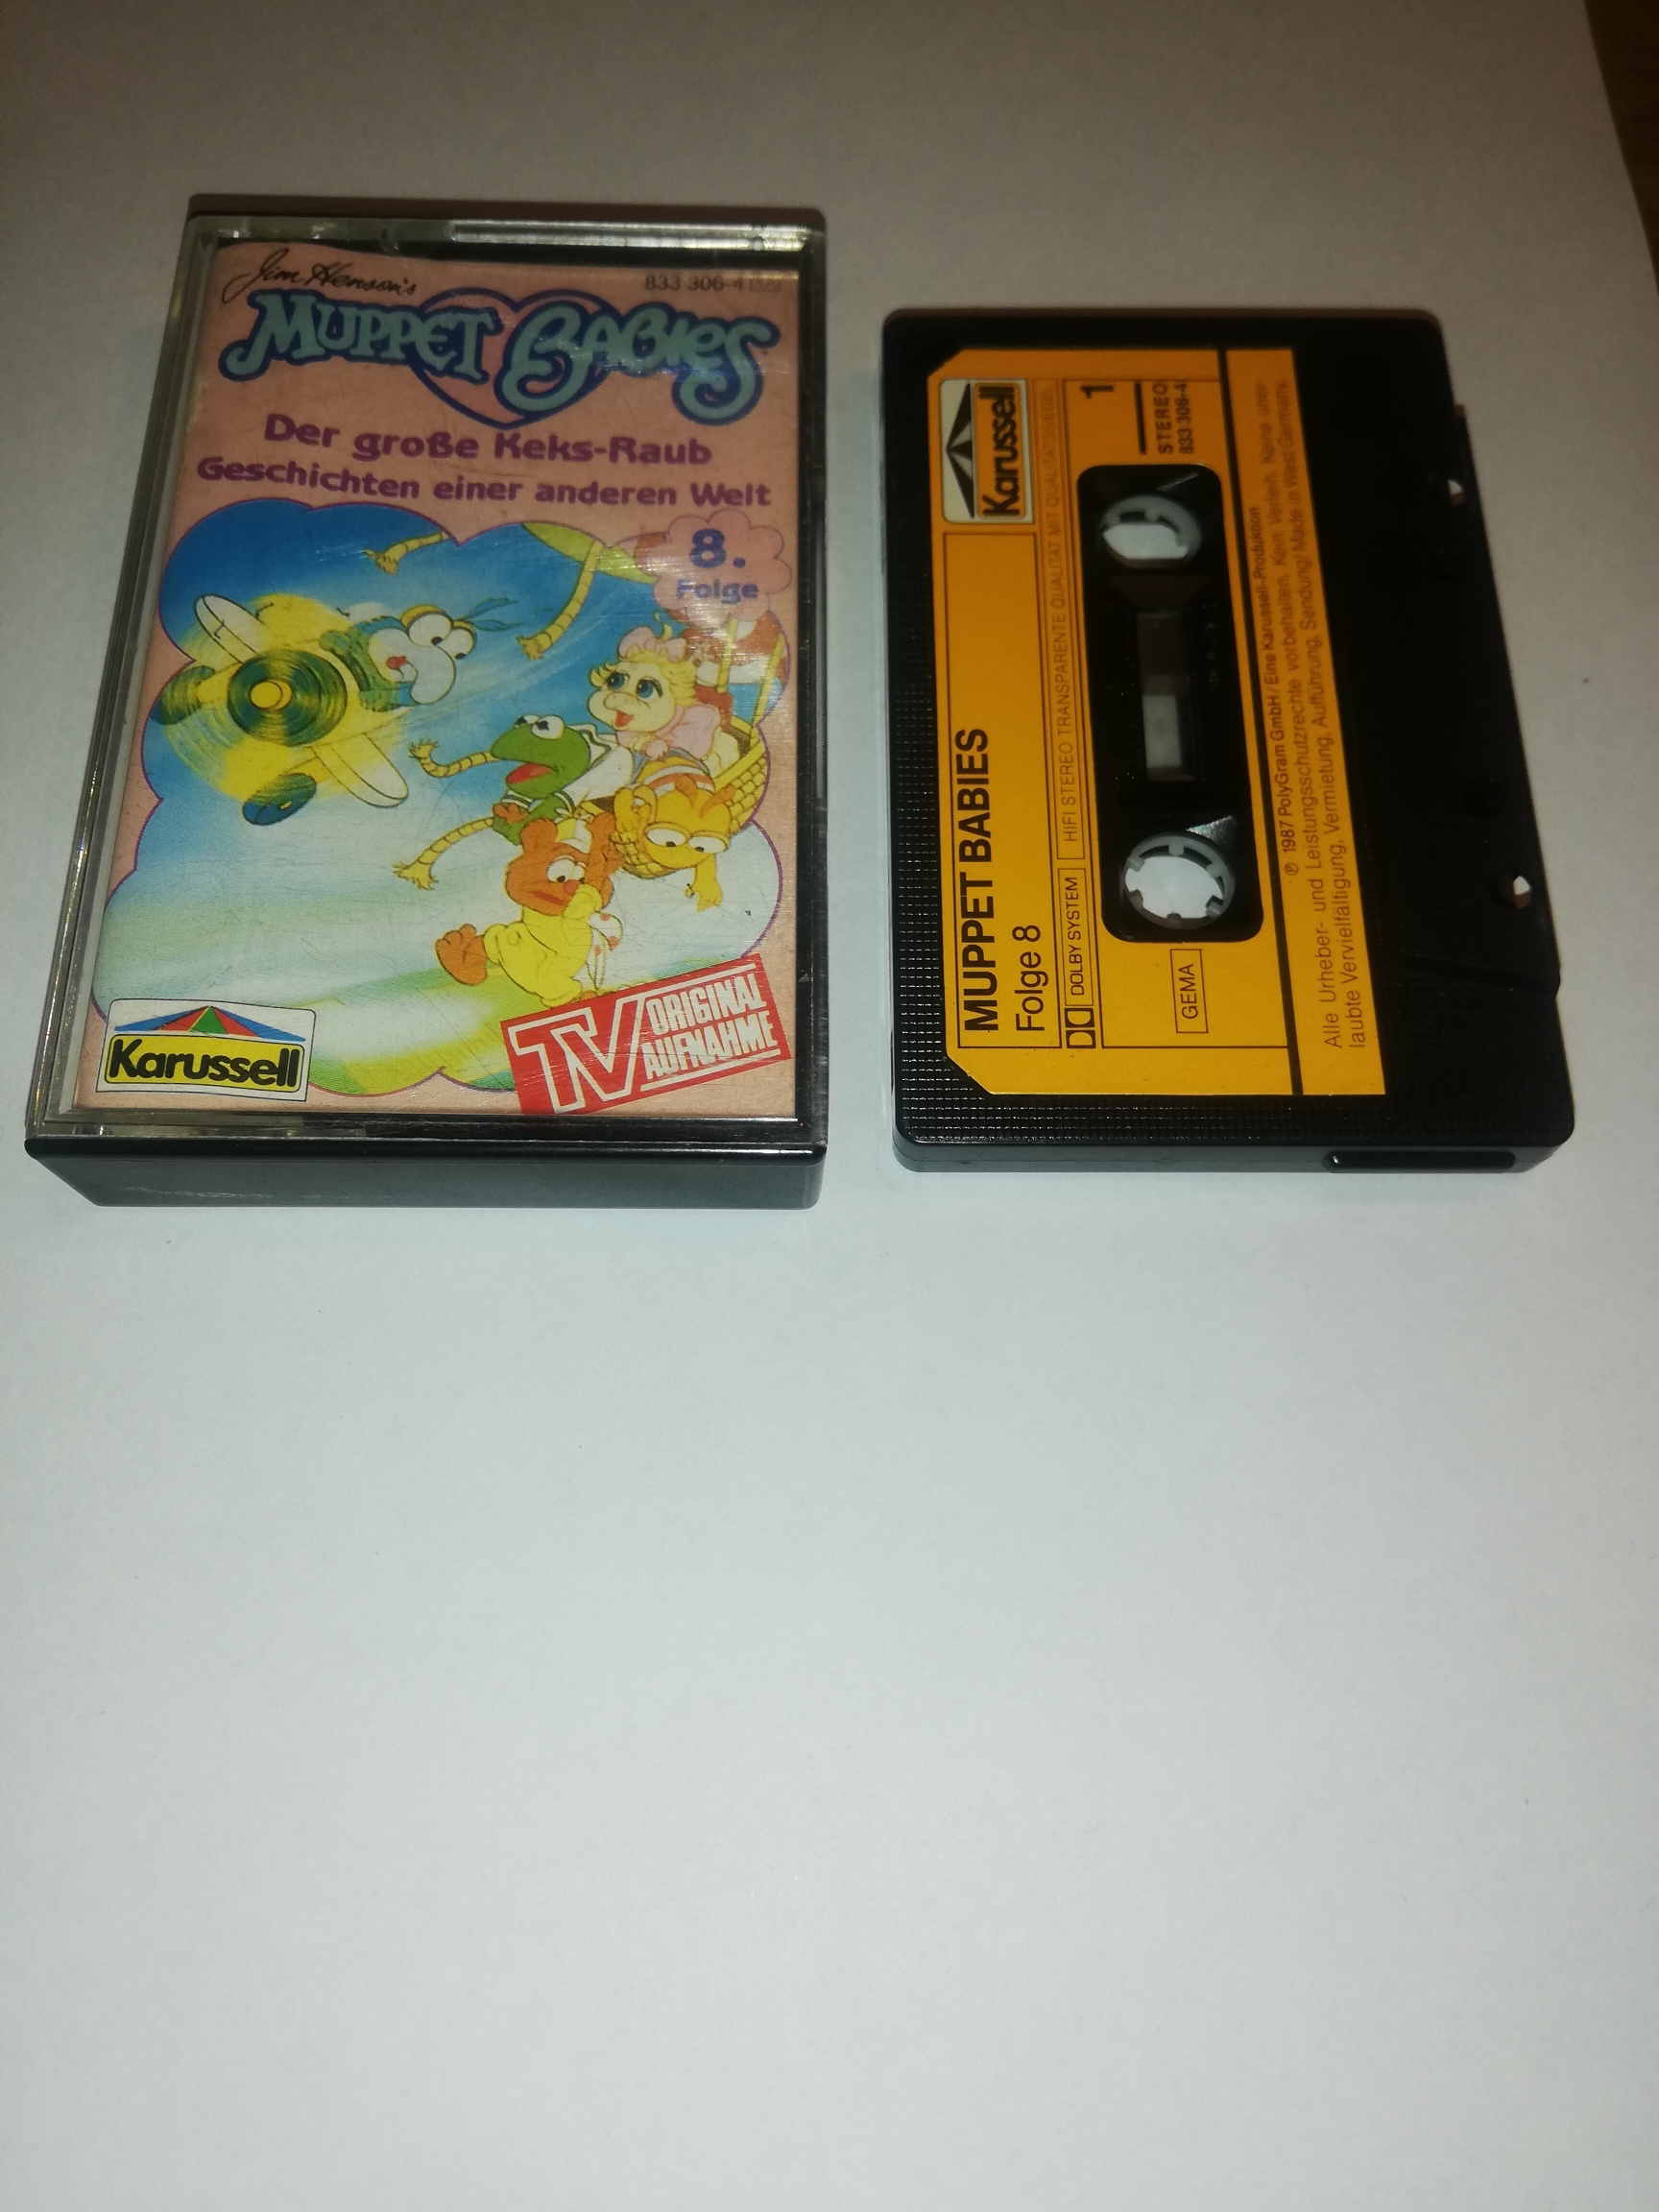 Jim Henson's
833 306-4
MUPPET BABIES
Der große Keks-Raub
Geschichten einer anderen Welt
8.
Folge
TV
ORIGINAL
AUFNAHME
Karussell
Karussell
MUPPET BABIES
Folge 8
DOLBY SYSTEM
HIFI STEREO TRANSPARENTE QUALITÄT MIT QUALITÄTSSIEGEL
1
STEREO
833 306-4
GEMA
℗ 1987 PolyGram GmbH/Eine Karussell-Produktion
Alle Urheber- und Leistungsschutzrechte vorbehalten. Kein Verleih. Keine uner-
laubte Vervielfältigung, Vermietung, Aufführung, Sendung/Made in West Germany.